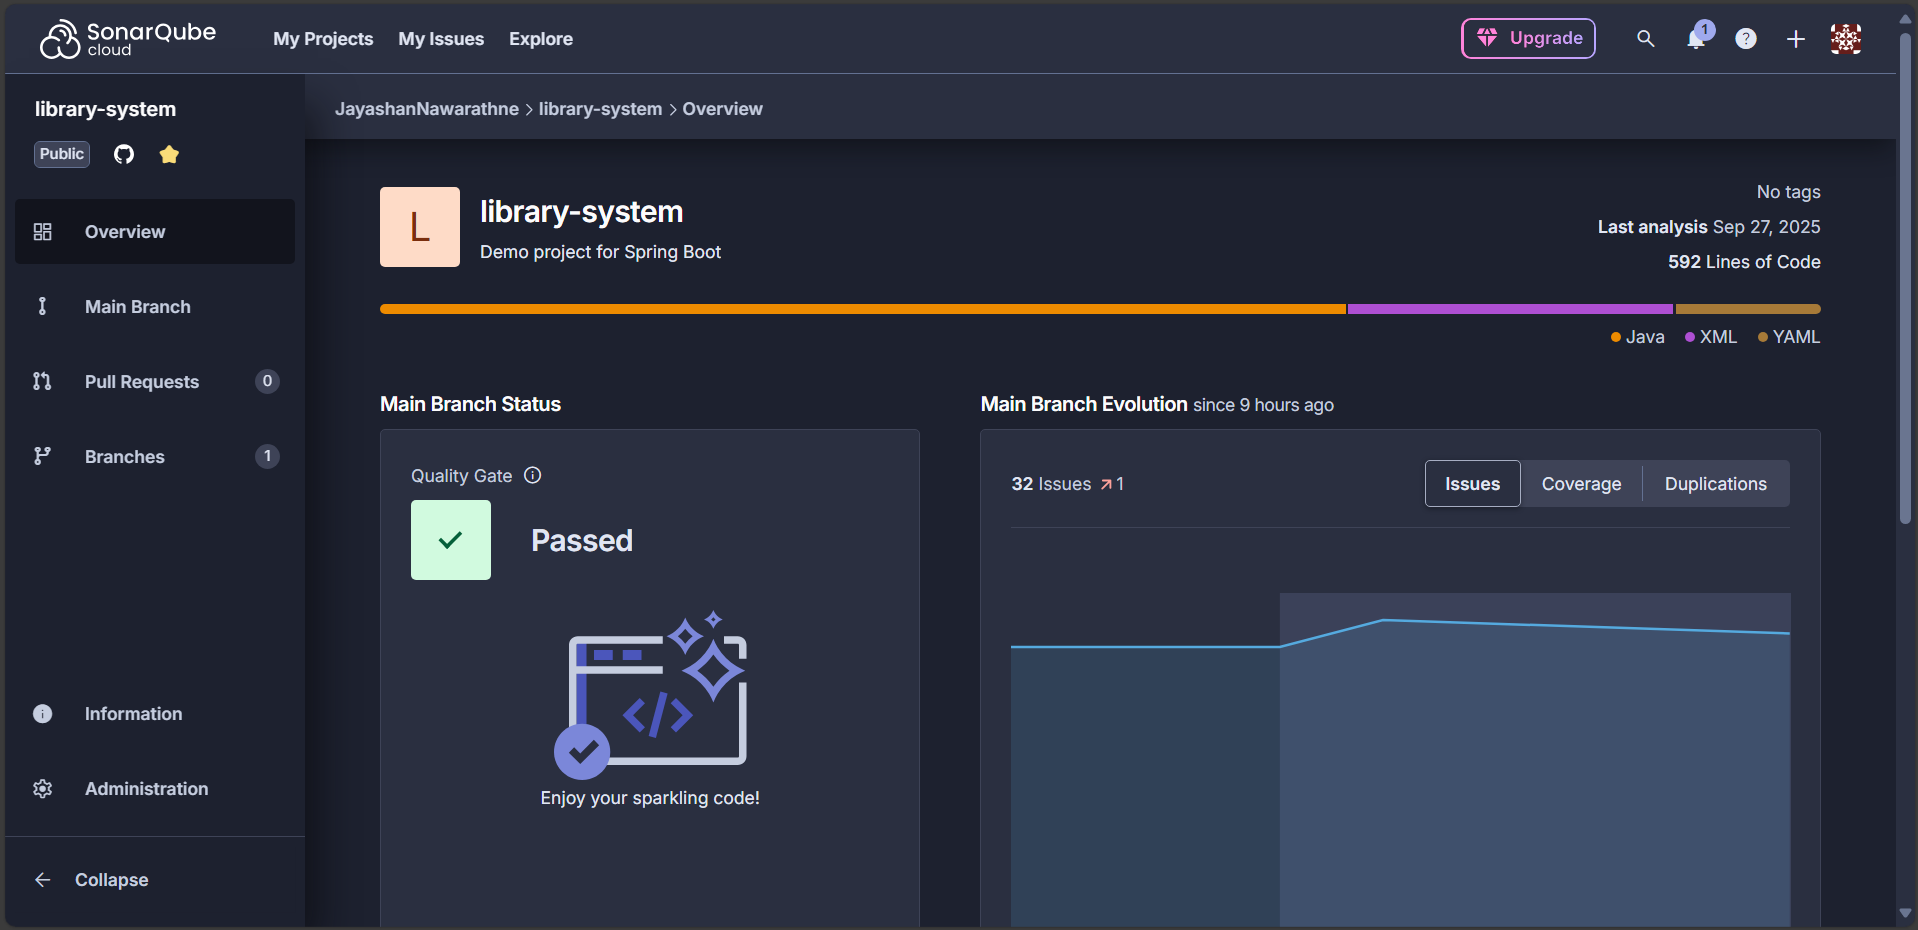 SonarQube cloud
My Projects
My Issues
Explore
Upgrade
1
?
library-system
Public
Overview
Main Branch
Pull Requests 0
Branches 1
Information
Administration
Collapse
JayashanNawarathne > library-system > Overview
L
library-system
Demo project for Spring Boot
No tags
Last analysis Sep 27, 2025
592 Lines of Code
Java XML YAML
Main Branch Status
Quality Gate
Passed
</>
Enjoy your sparkling code!
Main Branch Evolution since 9 hours ago
32 Issues 1
Issues
Coverage
Duplications